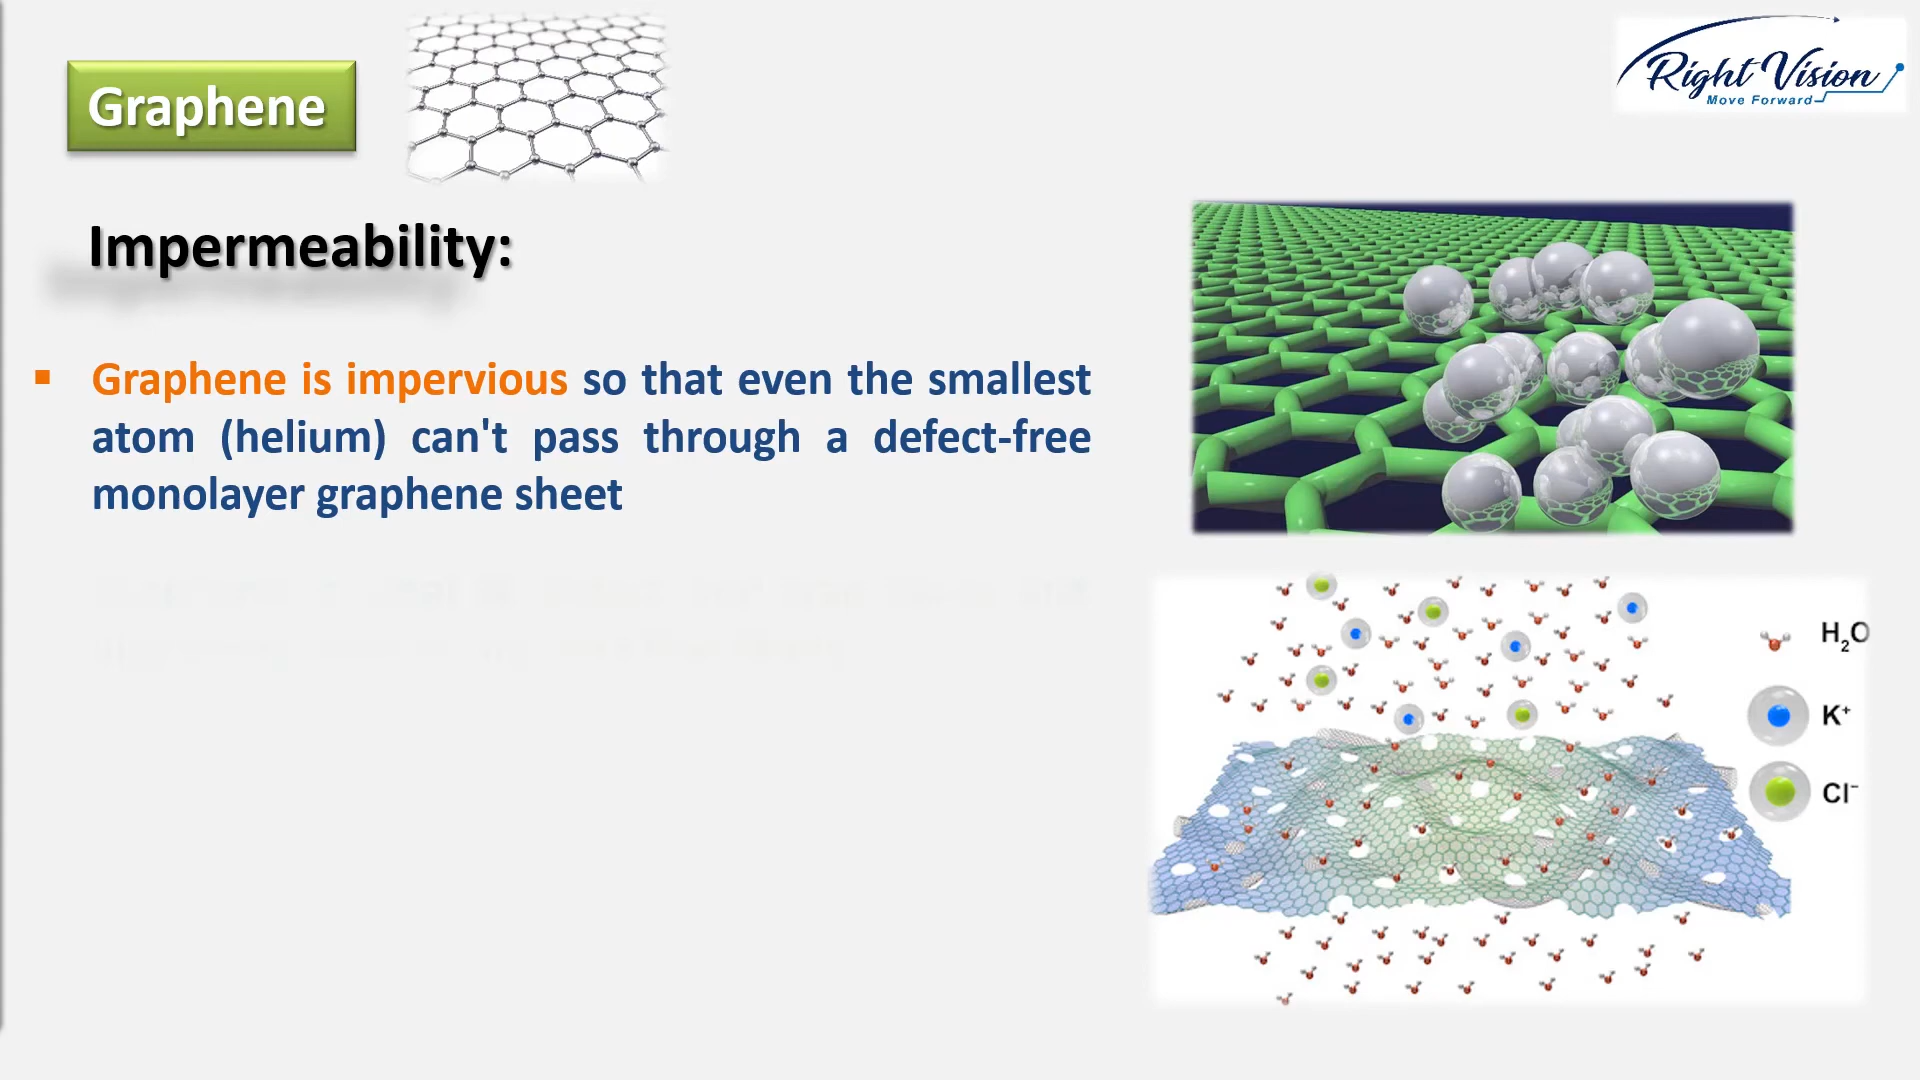 Graphene
Right Vision
Move Forward
Impermeability:
▪ Graphene is impervious so that even the smallest
atom (helium) can't pass through a defect-free
monolayer graphene sheet
H₂O
K⁺
Cl⁻